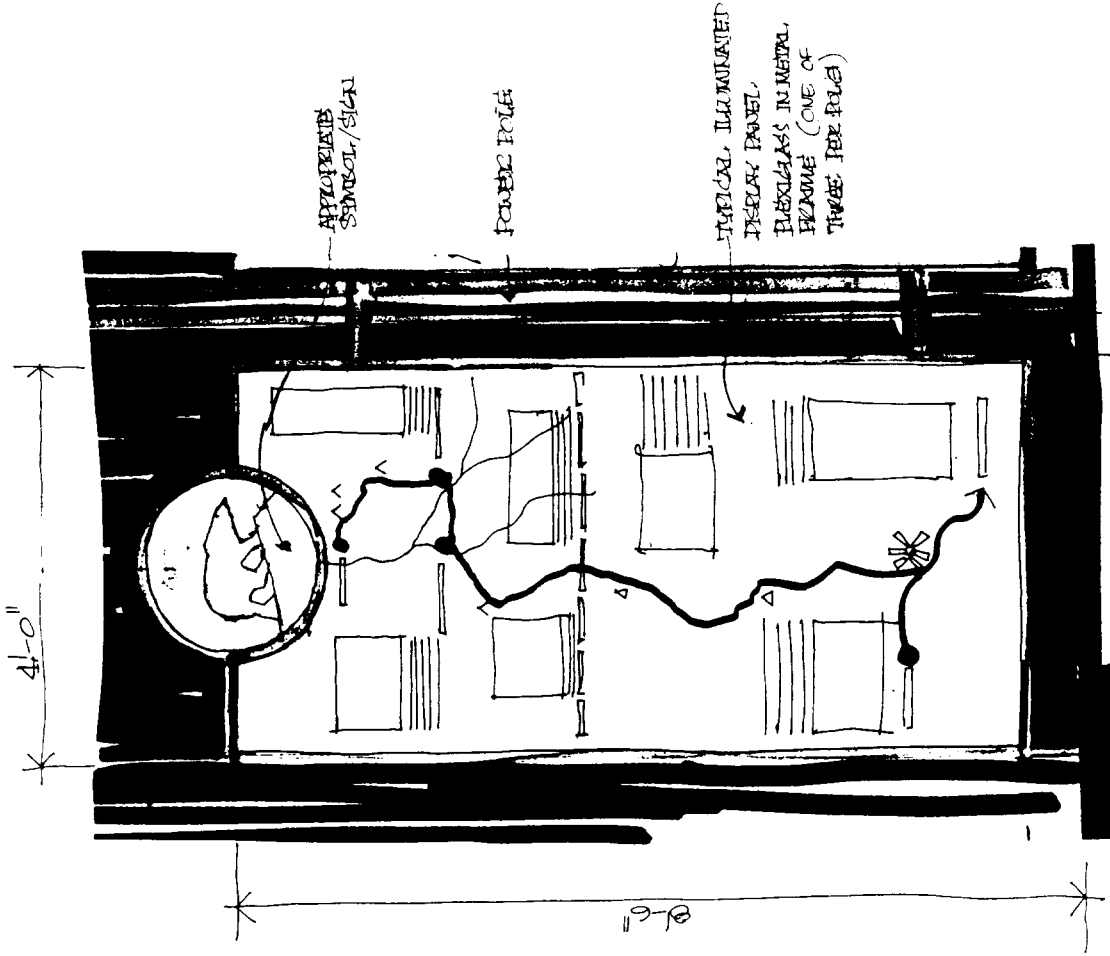 4'-0"
APPROPRIATE
SYMBOL/SIGN
POWER POLE
TYPICAL ILLUMINATED
DISPLAY PANEL.
PLEXIGLASS IN METAL
FRAME (ONE OF
THREE PER POLE)
8'-6"